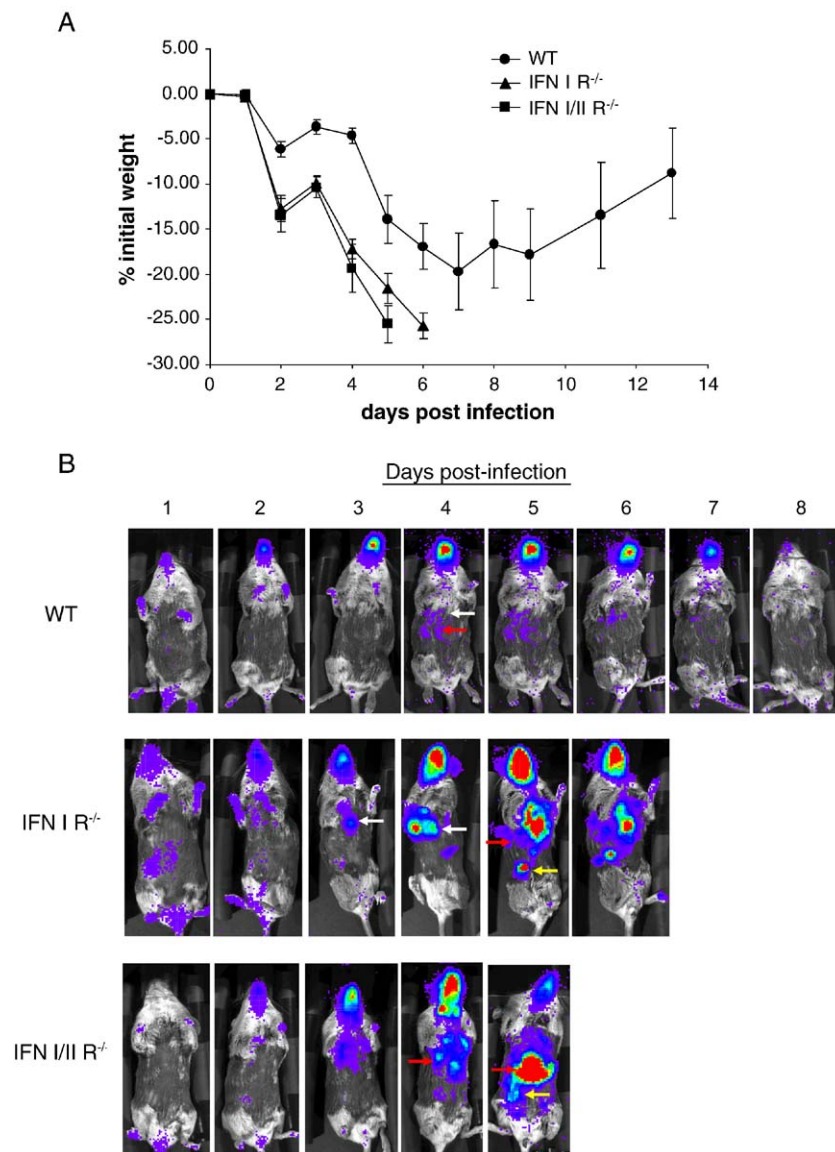 A
5.00
0.00
-5.00
-10.00
-15.00
-20.00
-25.00
-30.00
% initial weight
WT
IFN I R-/-
IFN I/II R-/-
0 2 4 6 8 10 12 14
days post infection
B
Days post-infection
1 2 3 4 5 6 7 8
WT
IFN I R-/-
IFN I/II R-/-